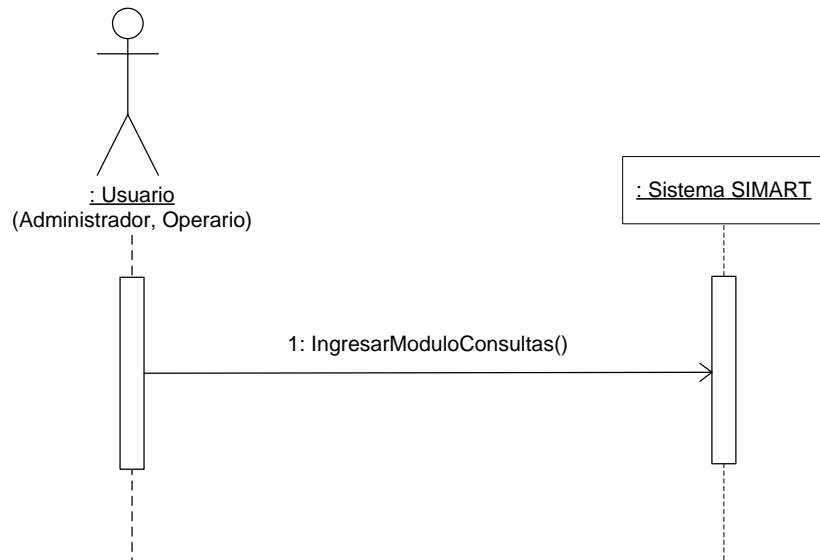 : Usuario
(Administrador, Operario)
: Sistema SIMART
1: IngresarModuloConsultas()